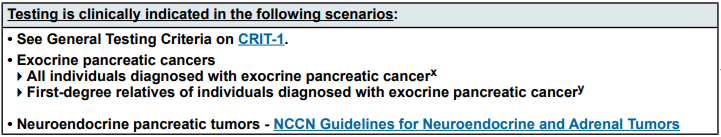 Testing is clinically indicated in the following scenarios:
• See General Testing Criteria on CRIT-1.
• Exocrine pancreatic cancers
▸ All individuals diagnosed with exocrine pancreatic cancerˣ
▸ First-degree relatives of individuals diagnosed with exocrine pancreatic cancerʸ
• Neuroendocrine pancreatic tumors - NCCN Guidelines for Neuroendocrine and Adrenal Tumors